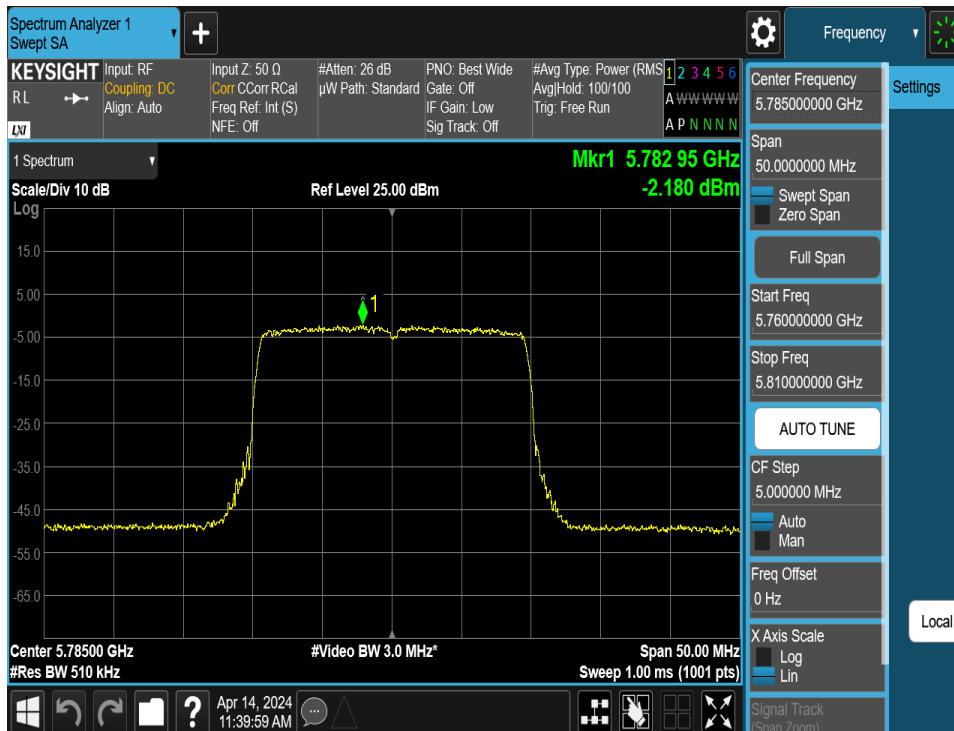 Spectrum Analyzer 1
Swept SA
+
Frequency
KEYSIGHT
RL
LXI
Input: RF
Coupling: DC
Align: Auto
Input Z: 50 Ω
Corr CCorr RCal
Freq Ref: Int (S)
NFE: Off
#Atten: 26 dB
µW Path: Standard
PNO: Best Wide
Gate: Off
IF Gain: Low
Sig Track: Off
#Avg Type: Power (RMS
Avg|Hold: 100/100
Trig: Free Run
1 2 3 4 5 6
A W W W W W
A P N N N N
1 Spectrum
Mkr1 5.782 95 GHz
-2.180 dBm
Scale/Div 10 dB
Ref Level 25.00 dBm
Log
15.0
5.00
-5.00
-15.0
-25.0
-35.0
-45.0
-55.0
-65.0
1
Center 5.78500 GHz
#Video BW 3.0 MHz*
Span 50.00 MHz
#Res BW 510 kHz
Sweep 1.00 ms (1001 pts)
Center Frequency
5.785000000 GHz
Span
50.0000000 MHz
Swept Span
Zero Span
Full Span
Start Freq
5.760000000 GHz
Stop Freq
5.810000000 GHz
AUTO TUNE
CF Step
5.000000 MHz
Auto
Man
Freq Offset
0 Hz
X Axis Scale
Log
Lin
Signal Track
(Span Zoom)
Settings
Local
?
Apr 14, 2024
11:39:59 AM